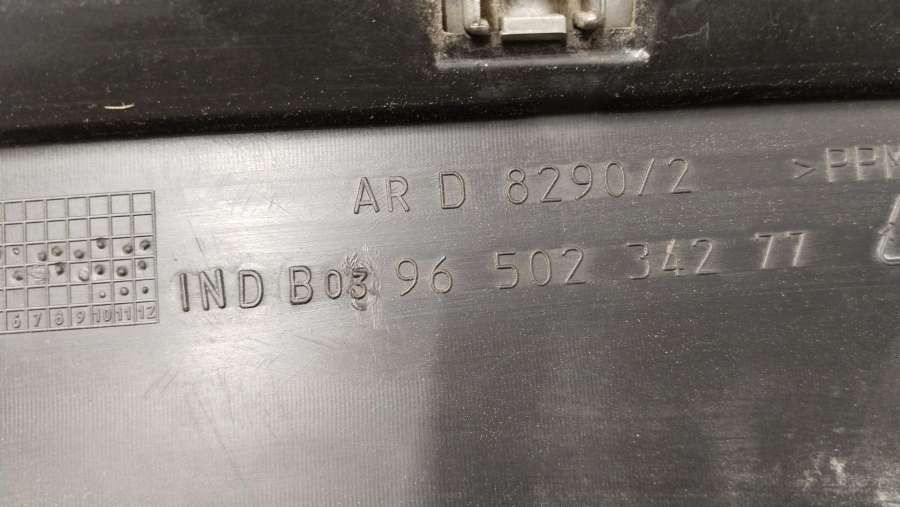 AR D 8290/2 >PPM
IND B03 96 502 342 77
6 7 8 9 10 11 12